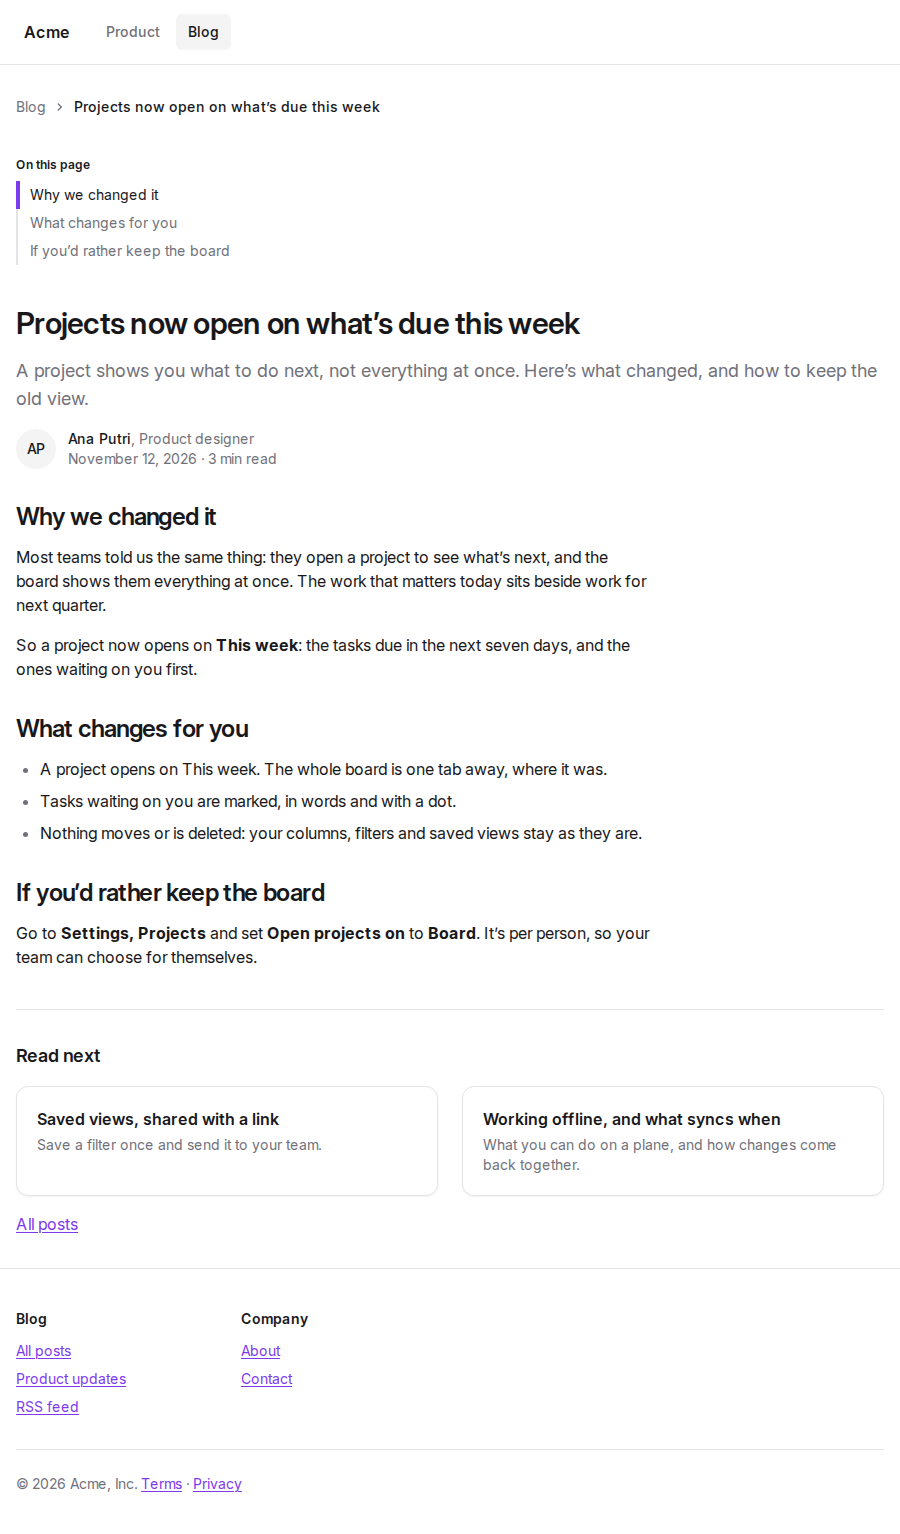 Acme
Product
Blog
Blog
Projects now open on what’s due this week
On this page
Why we changed it
What changes for you
If you’d rather keep the board
Projects now open on what’s due this week
A project shows you what to do next, not everything at once. Here’s what changed, and how to keep the
old view.
AP
Ana Putri, Product designer
November 12, 2026 · 3 min read
Why we changed it
Most teams told us the same thing: they open a project to see what’s next, and the
board shows them everything at once. The work that matters today sits beside work for
next quarter.
So a project now opens on This week: the tasks due in the next seven days, and the
ones waiting on you first.
What changes for you
• A project opens on This week. The whole board is one tab away, where it was.
• Tasks waiting on you are marked, in words and with a dot.
• Nothing moves or is deleted: your columns, filters and saved views stay as they are.
If you’d rather keep the board
Go to Settings, Projects and set Open projects on to Board. It’s per person, so your
team can choose for themselves.
Read next
Saved views, shared with a link
Save a filter once and send it to your team.
Working offline, and what syncs when
What you can do on a plane, and how changes come
back together.
All posts
Blog
All posts
Product updates
RSS feed
Company
About
Contact
© 2026 Acme, Inc. Terms · Privacy